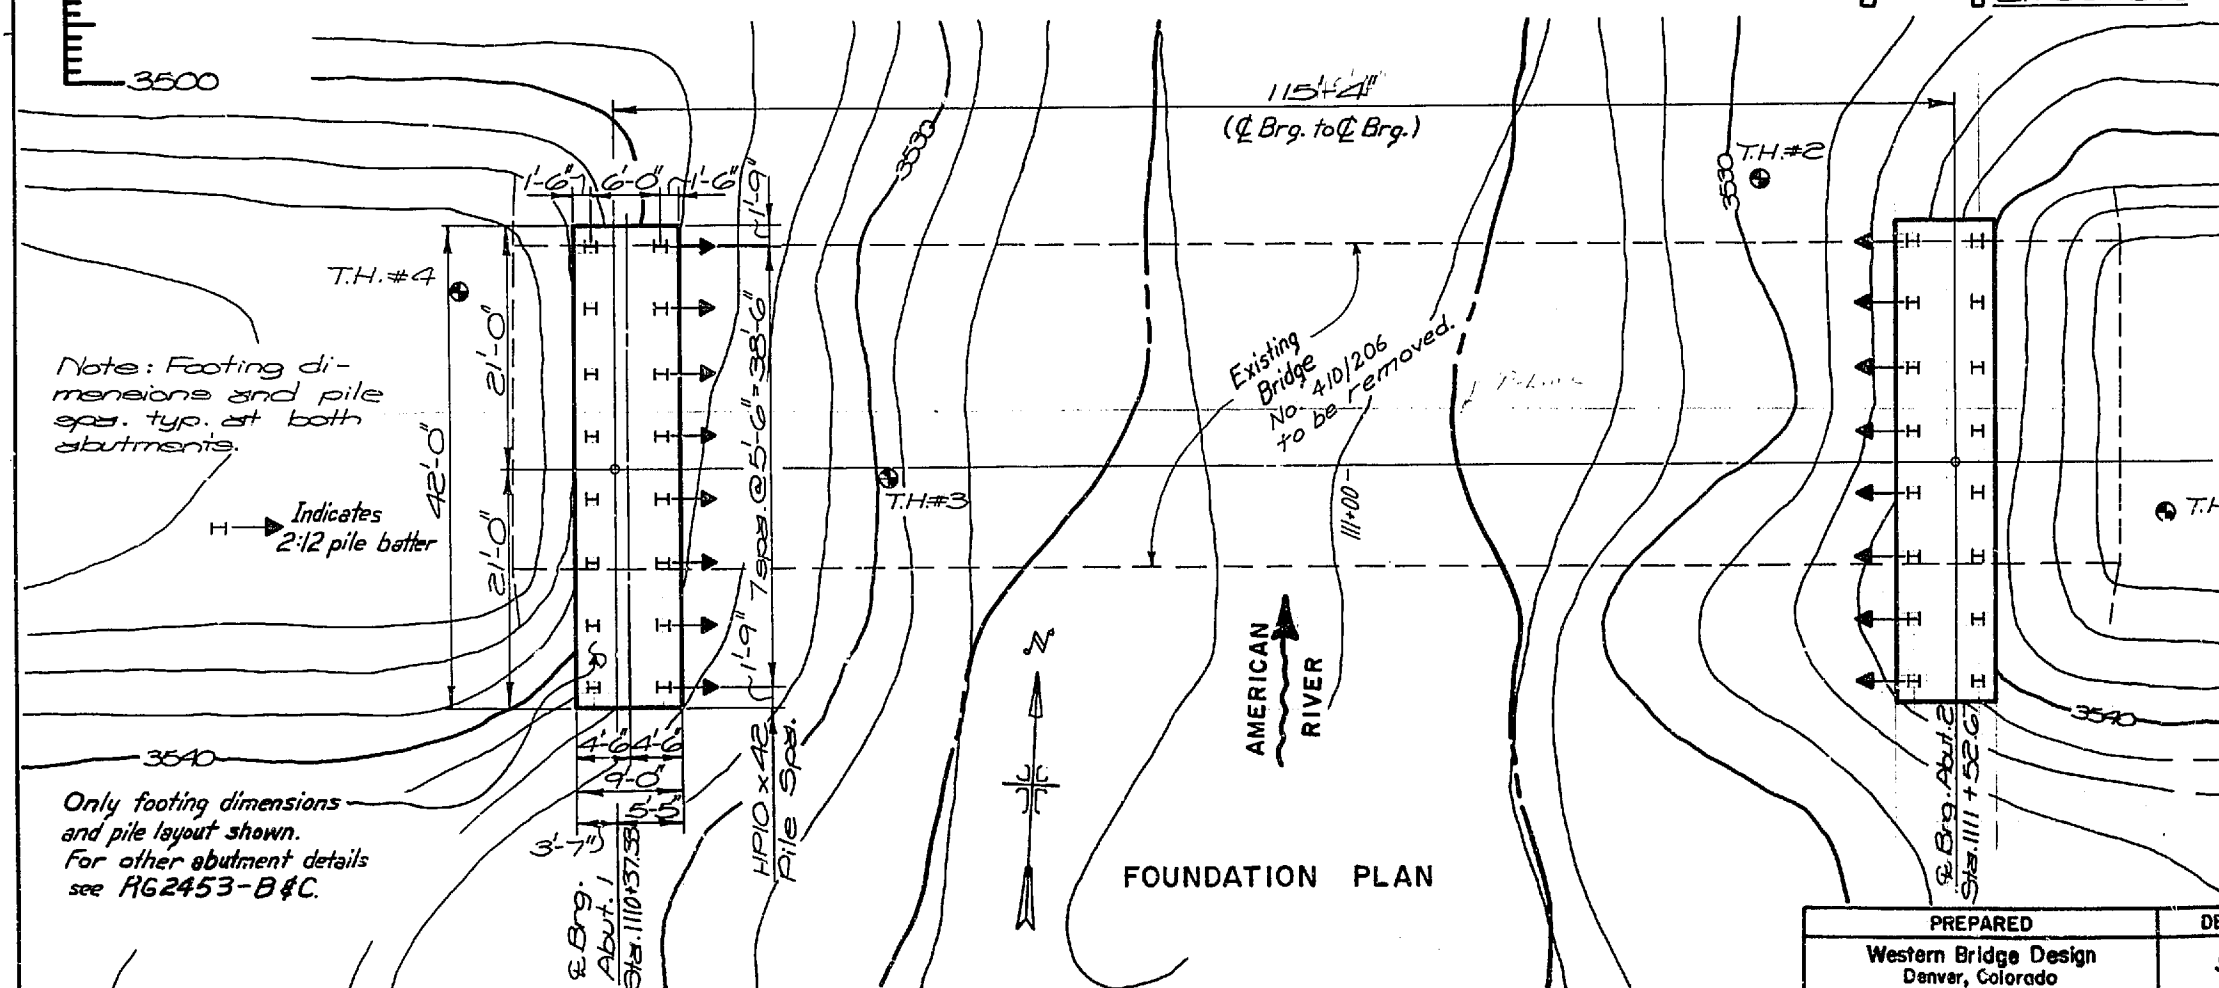 3500
115'-4"
(℄ Brg. to ℄ Brg.)
3530
3530
T.H.#2
1'-6"
6'-0"
1'-6"
1'-9"
T.H.#4
21'-0"
42'-0"
21'-0"
7 spa. @ 5'-6" = 38'-6"
1'-9"
Note: Footing di-
mensions and pile
spa. typ. at both
abutments.
Indicates
2:12 pile batter
Existing
Bridge
No. 410/206
to be removed.
T.H.#3
111+00
T.H
N
AMERICAN
RIVER
3540
3540
4'-6"
4'-6"
9'-0"
5'-5"
3'-7"
HP10 x 42
Pile Spa.
Only footing dimensions
and pile layout shown.
For other abutment details
see RG2453-B & C.
℄ Brg.
Abut. 1
Sta. 1110+37.33
℄ Brg. Abut. 2
Sta. 1111+52.67
FOUNDATION PLAN
PREPARED
DE
Western Bridge Design
Denver, Colorado